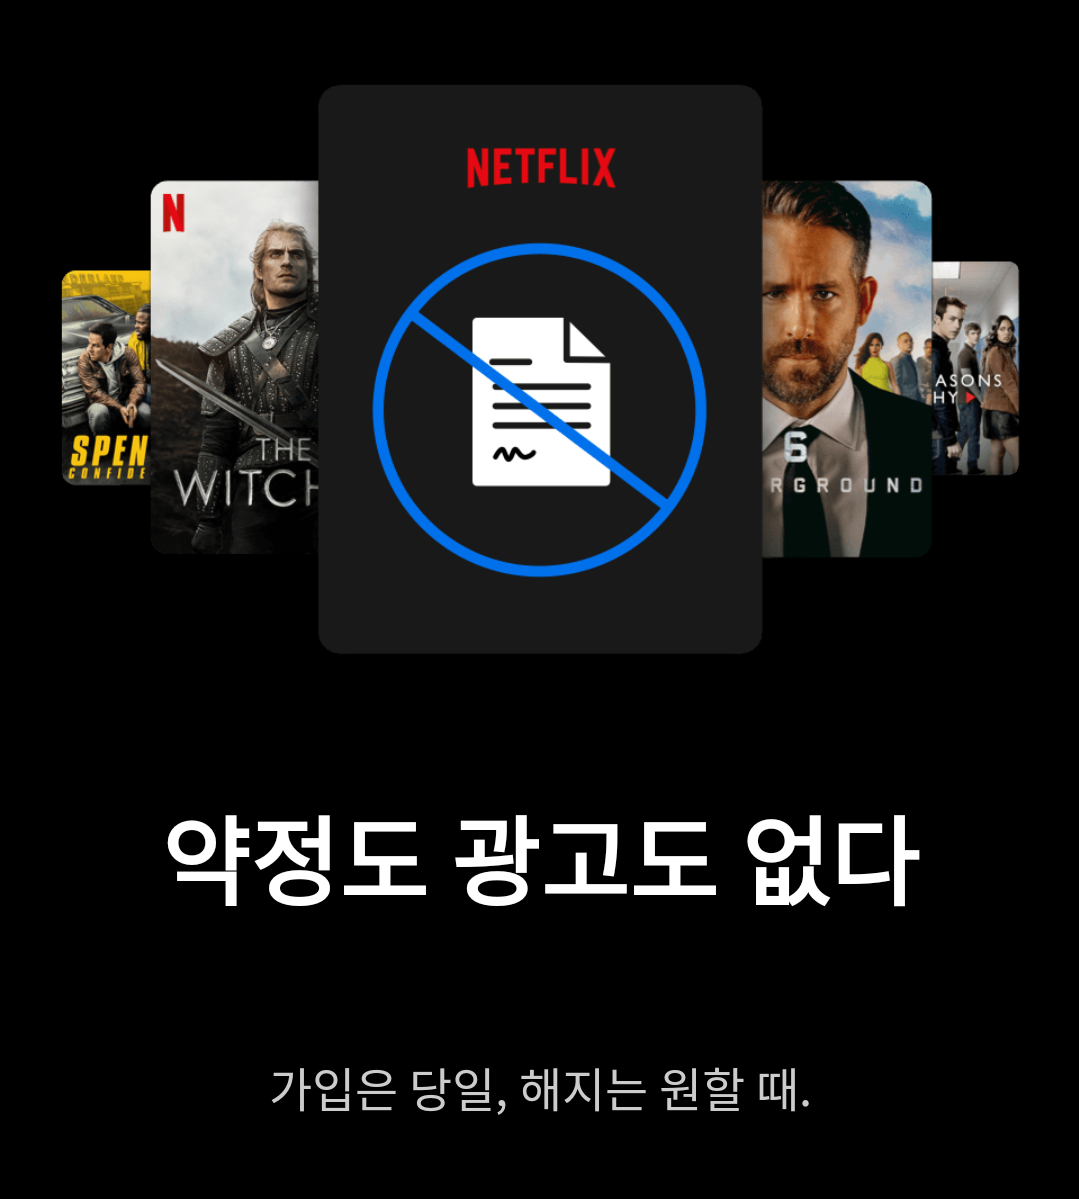 NETFLIX
N
SPEN
CONFIDE
THE
WITCH
6
RGROUND
ASONS
HY
약정도 광고도 없다
가입은 당일, 해지는 원할 때.